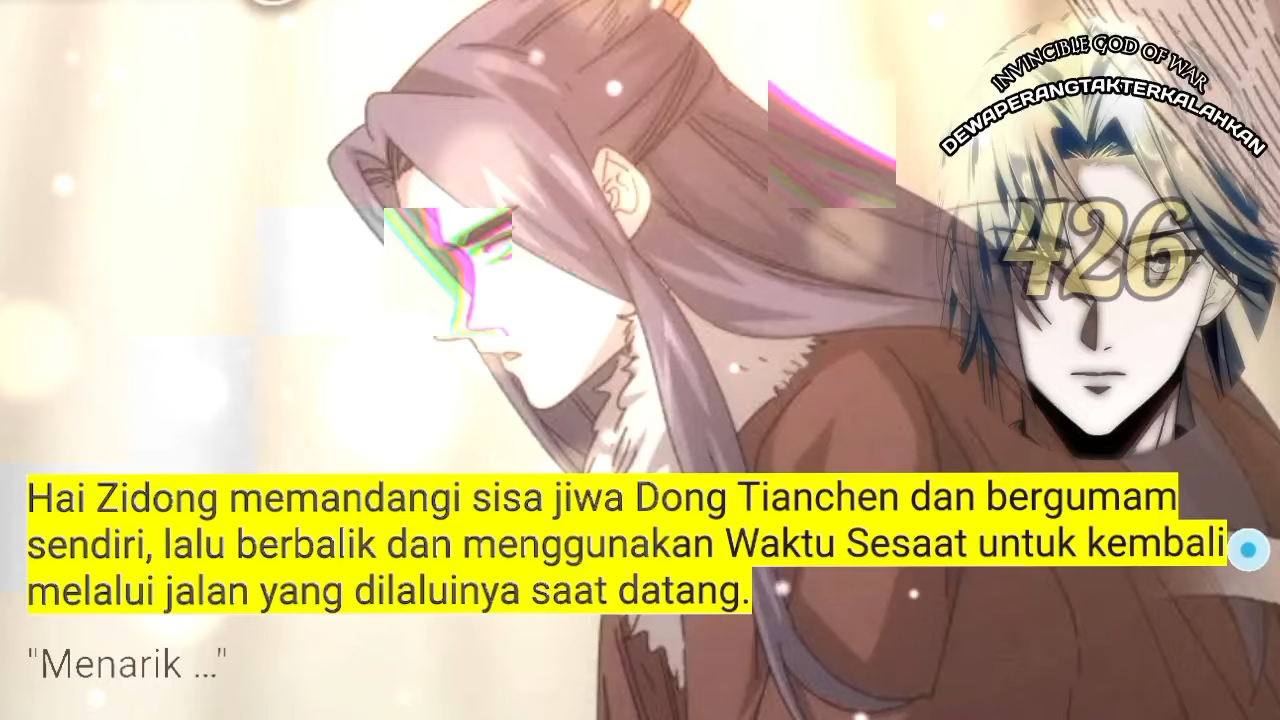 INVINCIBLE GOD OF WAR
DEWAPERANGTAKTERKALAHKAN
426
Hai Zidong memandangi sisa jiwa Dong Tianchen dan bergumam
sendiri, lalu berbalik dan menggunakan Waktu Sesaat untuk kembali
melalui jalan yang dilaluinya saat datang.
"Menarik ..."